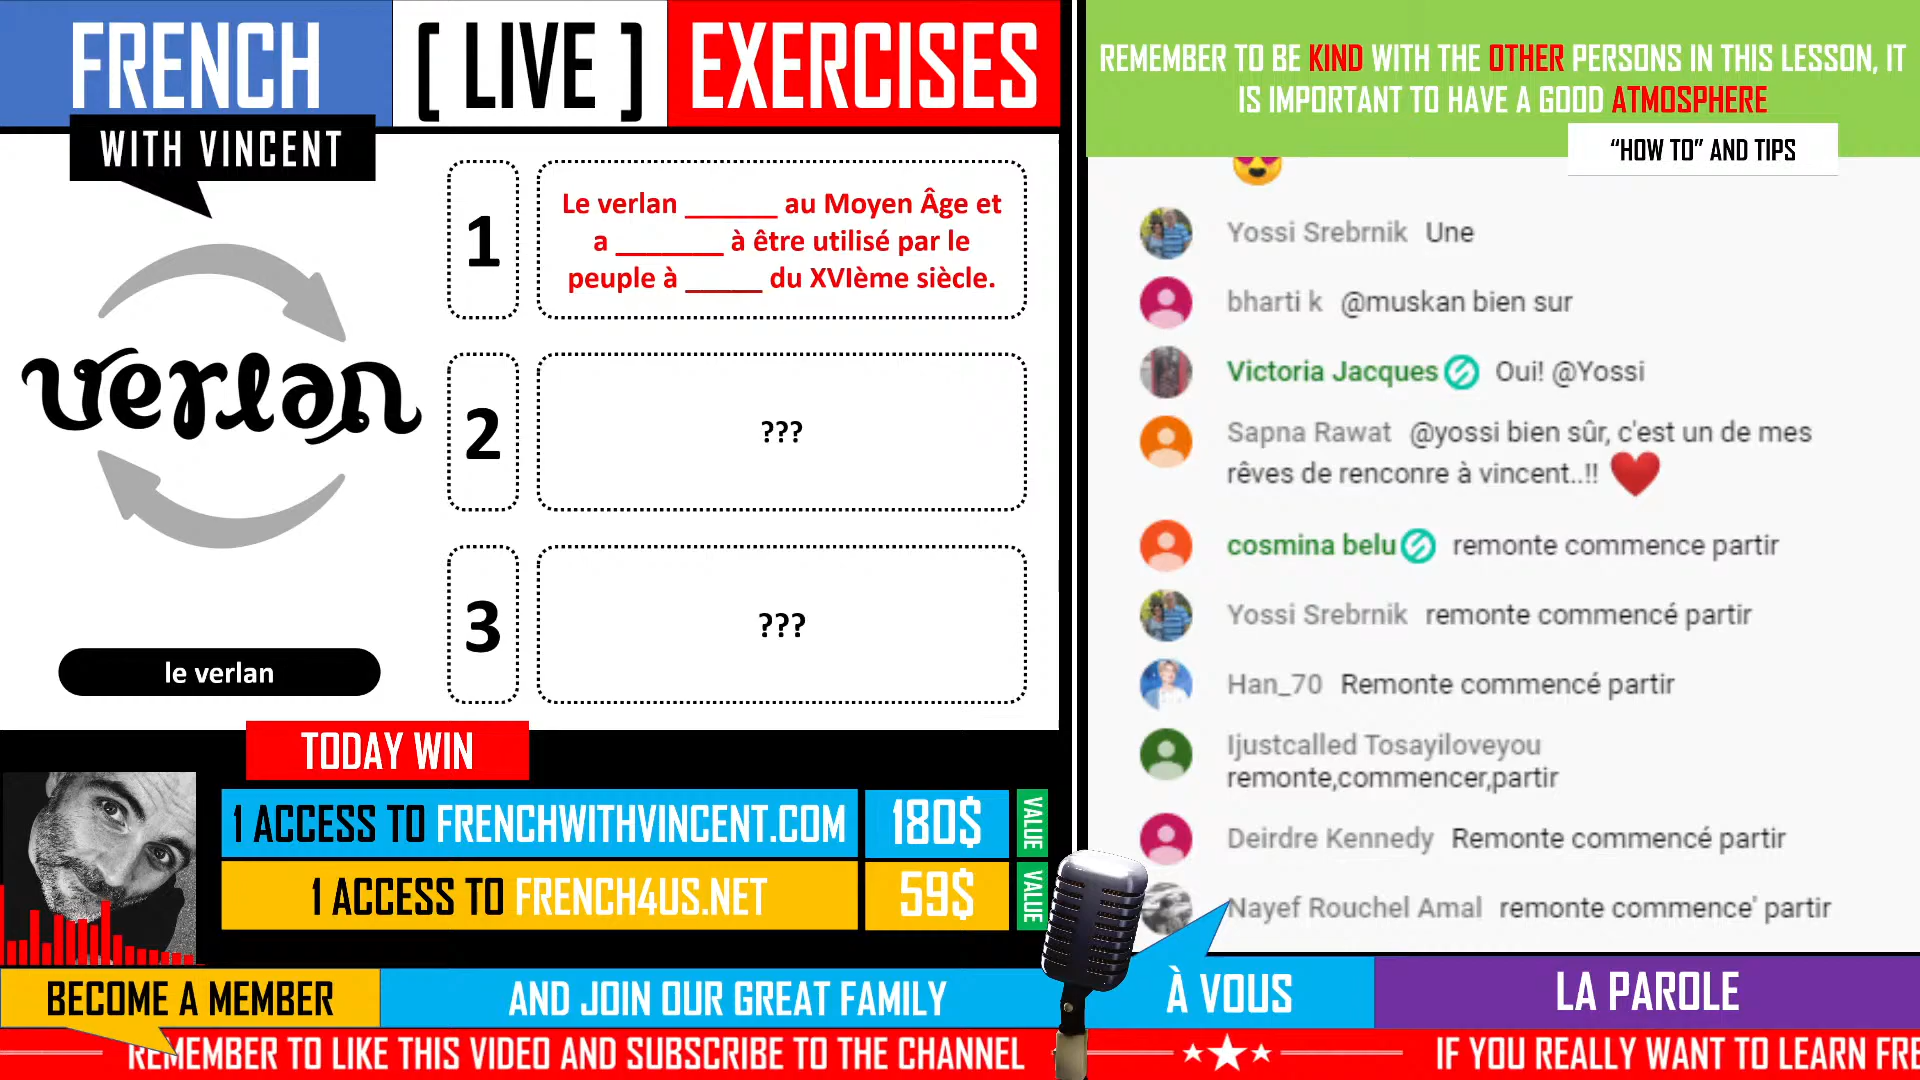 FRENCH
[ LIVE ]
EXERCISES
WITH VINCENT
verlan
le verlan
1
Le verlan ______ au Moyen Âge et
a _______ à être utilisé par le
peuple à _____ du XVIème siècle.
2
???
3
???
TODAY WIN
1 ACCESS TO FRENCHWITHVINCENT.COM
180$
VALUE
1 ACCESS TO FRENCH4US.NET
59$
VALUE
BECOME A MEMBER
AND JOIN OUR GREAT FAMILY
REMEMBER TO BE KIND WITH THE OTHER PERSONS IN THIS LESSON, IT
IS IMPORTANT TO HAVE A GOOD ATMOSPHERE
“HOW TO” AND TIPS
Yossi Srebrnik Une
bharti k @muskan bien sur
Victoria Jacques Oui! @Yossi
Sapna Rawat @yossi bien sûr, c'est un de mes
rêves de renconre à vincent..!!
cosmina belu remonte commence partir
Yossi Srebrnik remonte commencé partir
Han_70 Remonte commencé partir
Ijustcalled Tosayiloveyou
remonte,commencer,partir
Deirdre Kennedy Remonte commencé partir
Nayef Rouchel Amal remonte commence' partir
À VOUS
LA PAROLE
REMEMBER TO LIKE THIS VIDEO AND SUBSCRIBE TO THE CHANNEL
IF YOU REALLY WANT TO LEARN FRE